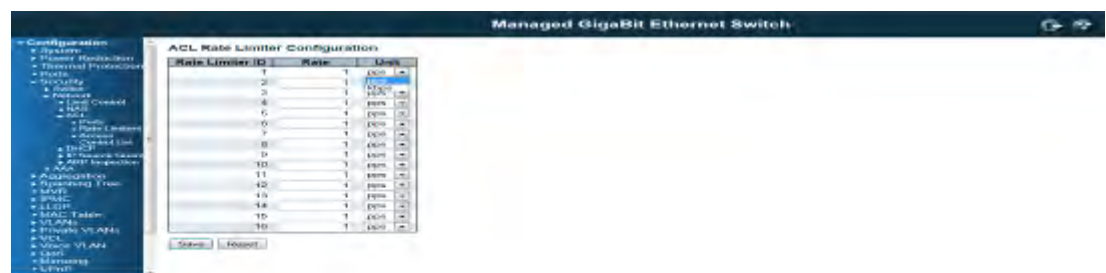 Managed GigaBit Ethernet Switch
Configuration
System
Power Reduction
Thermal Protection
Ports
Security
Switch
Network
Limit Control
NAS
ACL
Ports
Rate Limiters
Access
Control List
DHCP
IP Source Guard
ARP Inspection
AAA
Aggregation
Spanning Tree
MVR
IPMC
LLDP
MAC Table
VLANs
Private VLANs
VCL
Voice VLAN
QoS
Mirroring
UPnP
ACL Rate Limiter Configuration
Rate Limiter ID Rate Unit
1 1 pps
2 1 pps
kbps
3 1 pps
4 1 pps
5 1 pps
6 1 pps
7 1 pps
8 1 pps
9 1 pps
10 1 pps
11 1 pps
12 1 pps
13 1 pps
14 1 pps
15 1 pps
16 1 pps
Save Reset